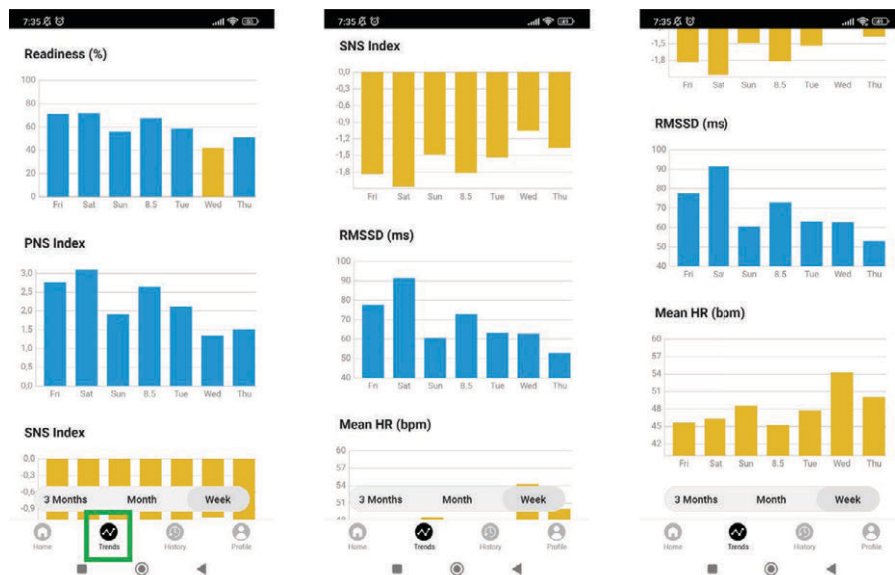 7:35
Readiness (%)
100
80
60
40
20
0
Fri Sat Sun 8.5 Tue Wed Thu
PNS Index
3,0
2,5
2,0
1,5
1,0
0,5
0,0
Fri Sat Sun 8.5 Tue Wed Thu
SNS Index
0,0
-0,3
-0,6
-0,9
3 Months Month Week
Home Trends History Profile
7:35
SNS Index
0,0
-0,3
-0,6
-0,9
-1,2
-1,5
-1,8
Fri Sat Sun 8.5 Tue Wed Thu
RMSSD (ms)
100
90
80
70
60
50
40
Fri Sat Sun 8.5 Tue Wed Thu
Mean HR (bpm)
60
57
54
51
48
3 Months Month Week
Home Trends History Profile
7:35
-1,5
-1,8
Fri Sat Sun 8.5 Tue Wed Thu
RMSSD (ms)
100
90
80
70
60
50
40
Fri Sat Sun 8.5 Tue Wed Thu
Mean HR (bpm)
60
57
54
51
48
45
42
Fri Sat Sun 8.5 Tue Wed Thu
3 Months Month Week
Home Trends History Profile